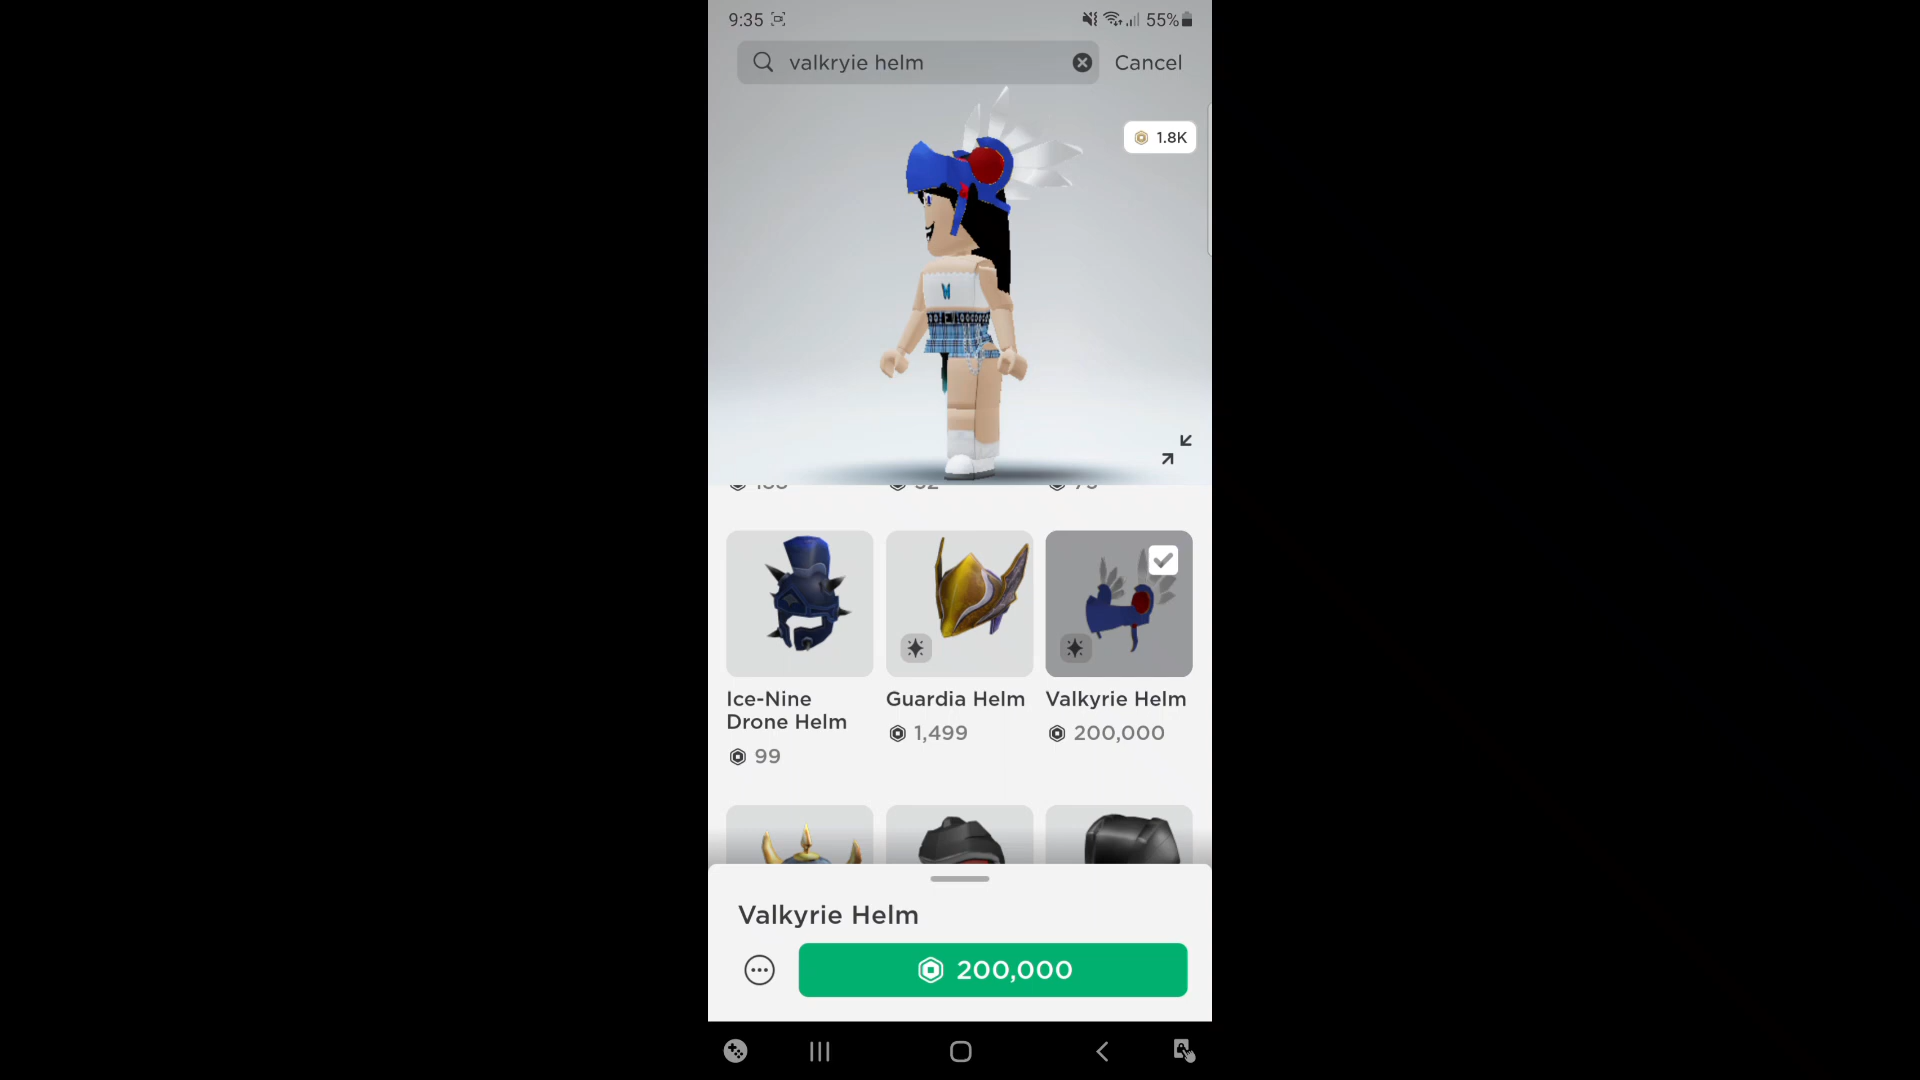 9:35
55%
valkryie helm
Cancel
1.8K
Ice-Nine
Drone Helm
99
Guardia Helm
1,499
Valkyrie Helm
200,000
Valkyrie Helm
200,000